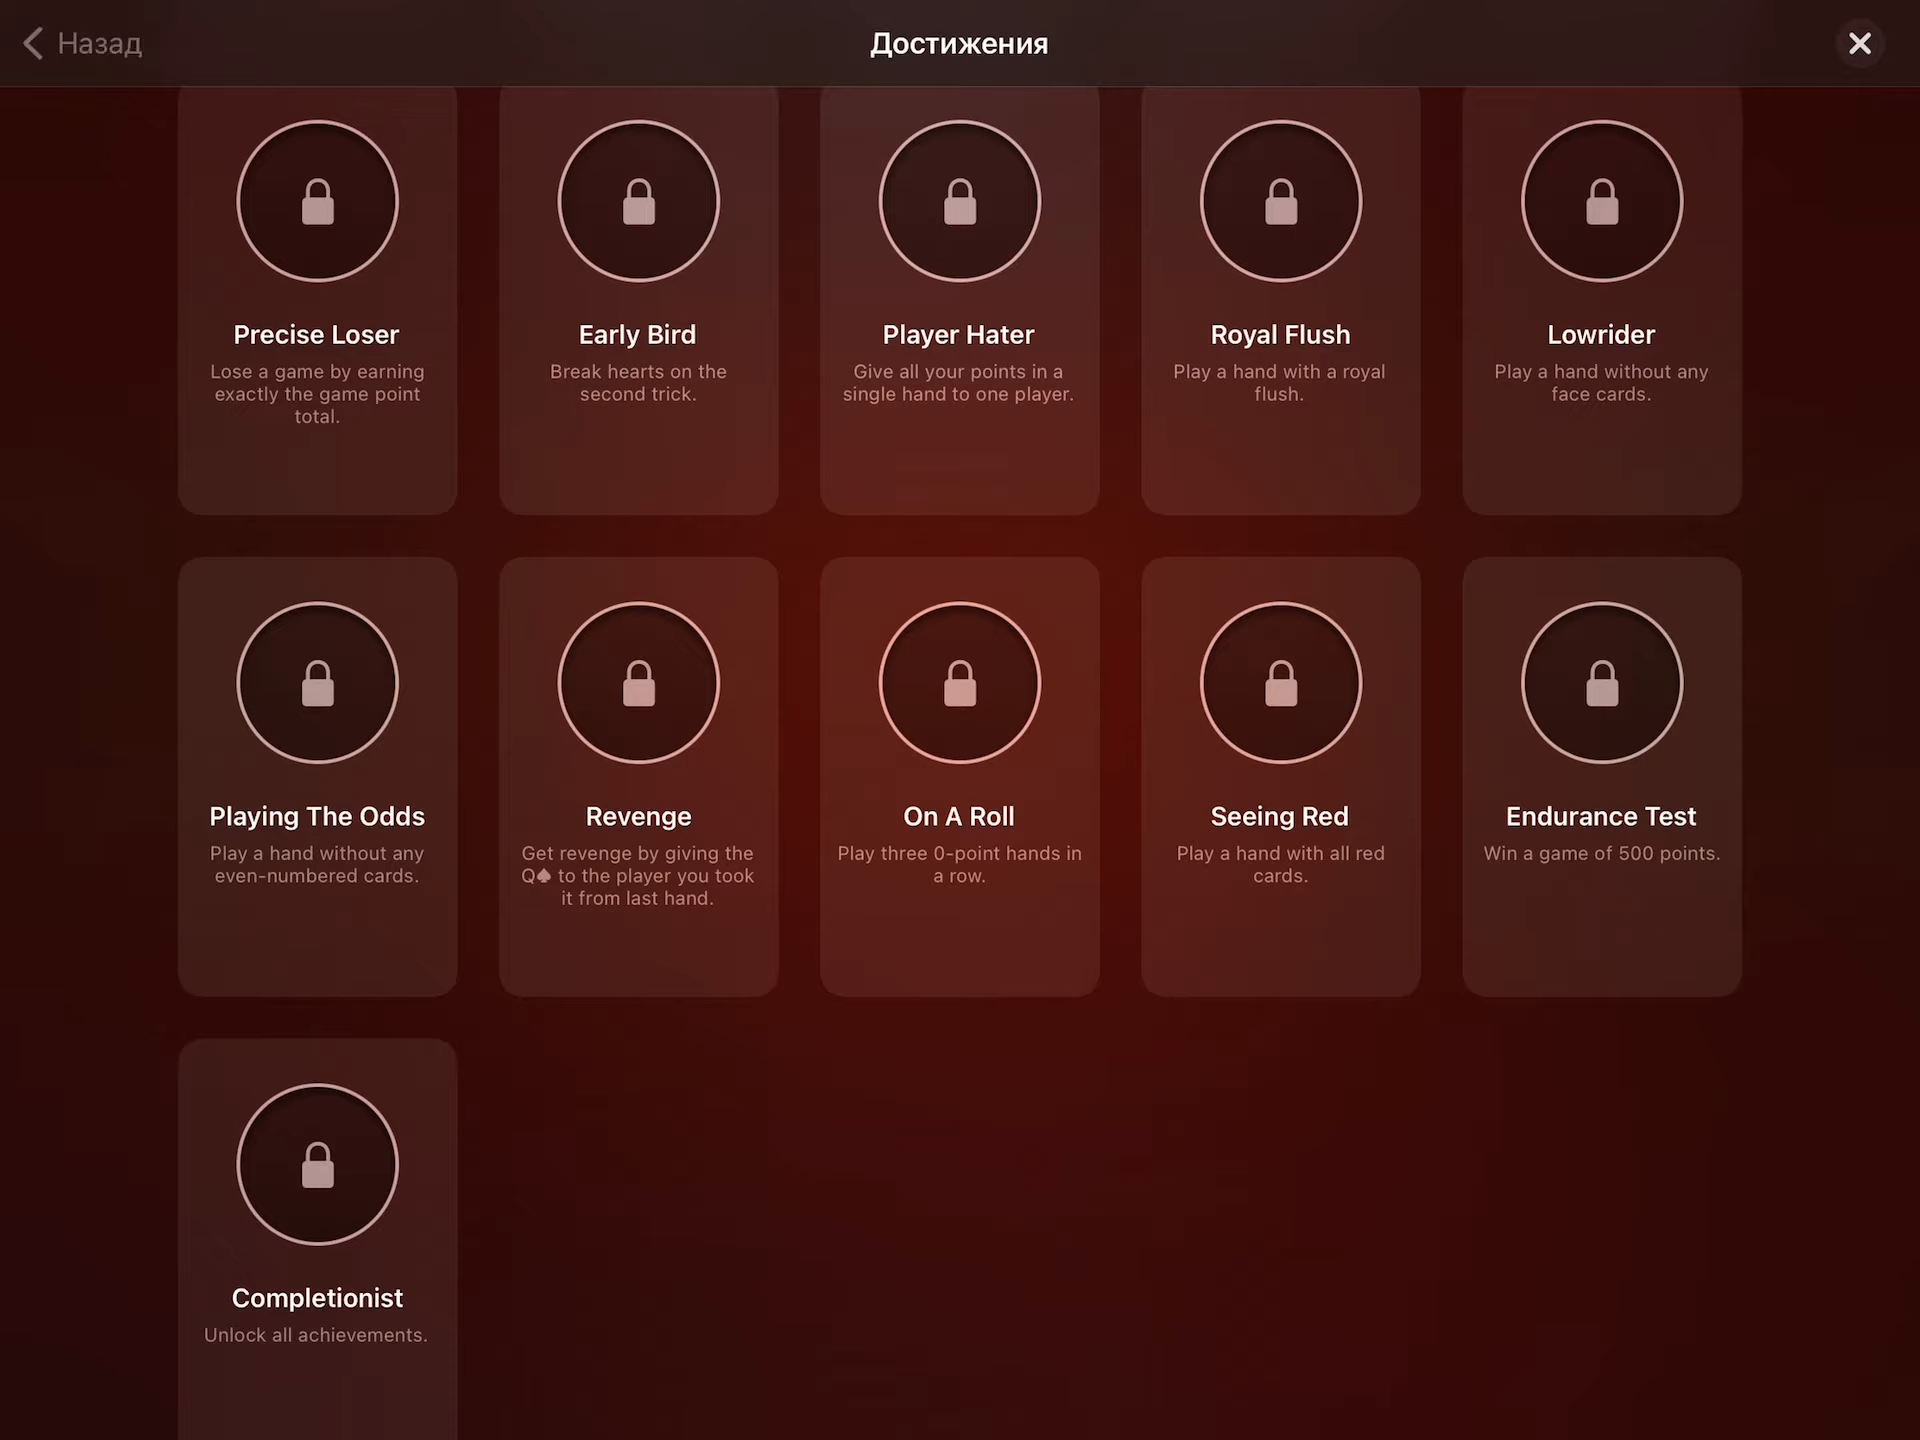 Назад
Достижения
Precise Loser
Lose a game by earning
exactly the game point
total.
Early Bird
Break hearts on the
second trick.
Player Hater
Give all your points in a
single hand to one player.
Royal Flush
Play a hand with a royal
flush.
Lowrider
Play a hand without any
face cards.
Playing The Odds
Play a hand without any
even-numbered cards.
Revenge
Get revenge by giving the
Q♠ to the player you took
it from last hand.
On A Roll
Play three 0-point hands in
a row.
Seeing Red
Play a hand with all red
cards.
Endurance Test
Win a game of 500 points.
Completionist
Unlock all achievements.